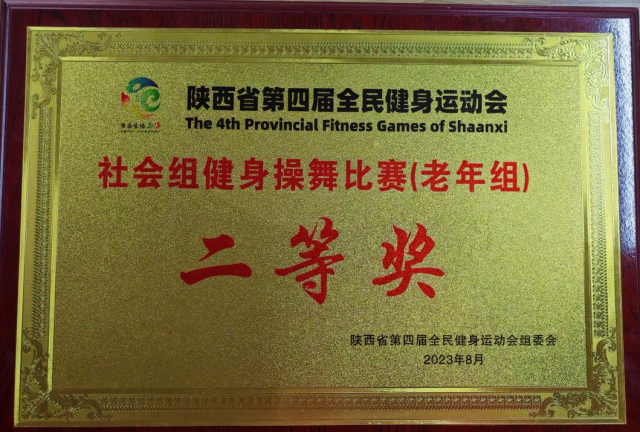 陕西省第四届全民健身运动会
The 4th Provincial Fitness Games of Shaanxi
社会组健身操舞比赛(老年组)
二等奖
陕西省第四届全民健身运动会组委会
2023年8月